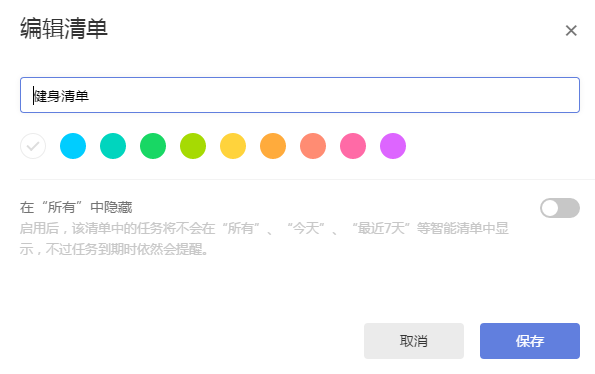 编辑清单
健身清单
在“所有”中隐藏
启用后，该清单中的任务将不会在“所有”、“今天”、“最近7天”等智能清单中显
示，不过任务到期时依然会提醒。
取消
保存